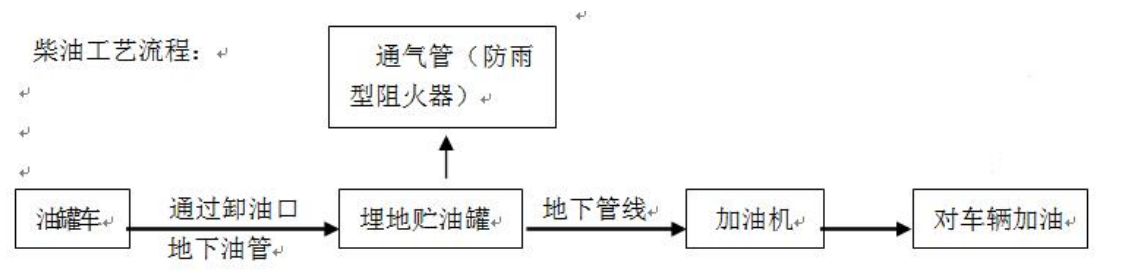 柴油工艺流程：
通气管（防雨
型阻火器）
油罐车
通过卸油口
地下油管
埋地贮油罐
地下管线
加油机
对车辆加油